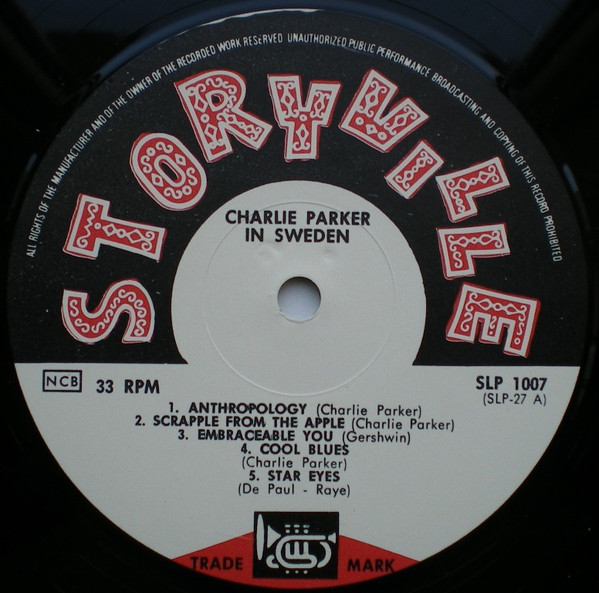 ALL RIGHTS OF THE MANUFACTURER AND OF THE OWNER OF THE RECORDED WORK RESERVED UNAUTHORIZED PUBLIC PERFORMANCE BROADCASTING AND COPYING OF THIS RECORD PROHIBITED
STORYVILLE
CHARLIE PARKER
IN SWEDEN
NCB 33 RPM
SLP 1007
(SLP-27 A)
1. ANTHROPOLOGY (Charlie Parker)
2. SCRAPPLE FROM THE APPLE (Charlie Parker)
3. EMBRACEABLE YOU (Gershwin)
4. COOL BLUES
(Charlie Parker)
5. STAR EYES
(De Paul - Raye)
TRADE MARK